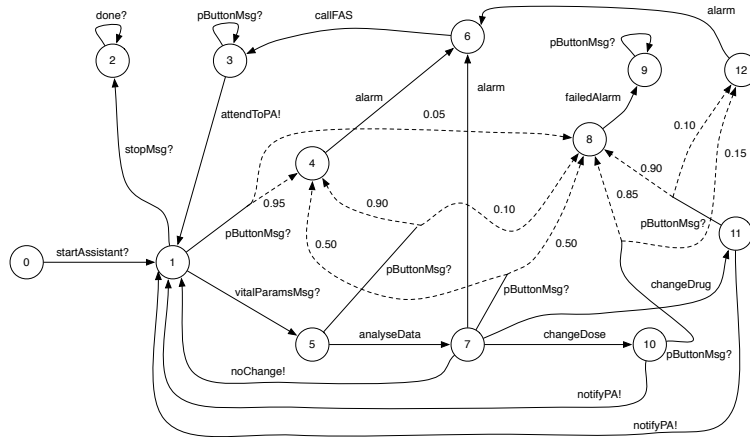 alarm
done?
pButtonMsg?
callFAS
6
pButtonMsg?
2
3
9
12
alarm
alarm
failedAlarm
attendToPA!
0.05
0.10
8
0.15
stopMsg?
4
0.90
0.95
0.90
0.85
0.10
pButtonMsg?
pButtonMsg?
11
0.50
0.50
startAssistant?
0
1
pButtonMsg?
vitalParamsMsg?
pButtonMsg?
changeDrug
analyseData
changeDose
5
7
10
pButtonMsg?
noChange!
notifyPA!
notifyPA!